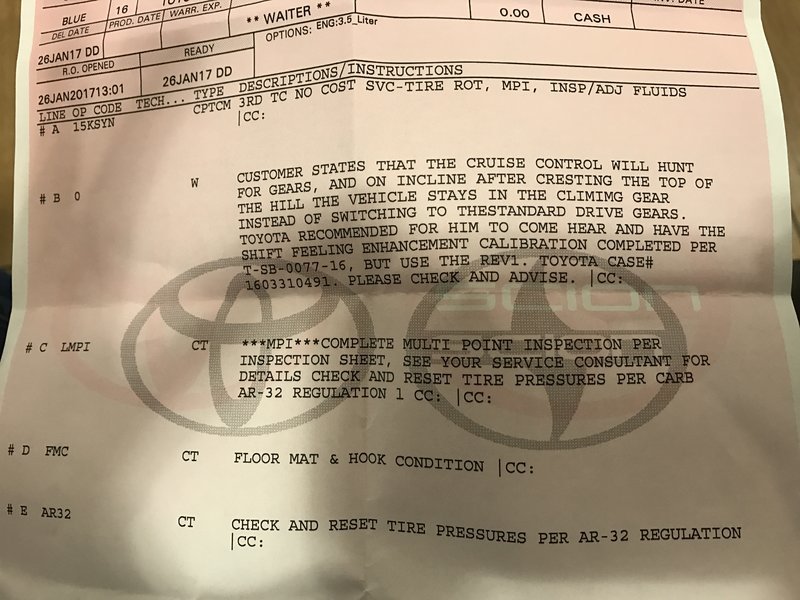 BLUE 16 0.00 CASH
DEL DATE PROD. DATE WARR. EXP. ** WAITER **
OPTIONS: ENG:3.5_Liter
26JAN17 DD
R.O. OPENED READY
26JAN201713:01 26JAN17 DD
LINE OP CODE TECH... TYPE DESCRIPTIONS/INSTRUCTIONS
# A 15KSYN CPTCM 3RD TC NO COST SVC-TIRE ROT, MPI, INSP/ADJ FLUIDS
|CC:
# B 0 W CUSTOMER STATES THAT THE CRUISE CONTROL WILL HUNT
FOR GEARS, AND ON INCLINE AFTER CRESTING THE TOP OF
THE HILL THE VEHICLE STAYS IN THE CLIMIMG GEAR
INSTEAD OF SWITCHING TO THESTANDARD DRIVE GEARS.
TOYOTA RECOMMENDED FOR HIM TO COME HEAR AND HAVE THE
SHIFT FEELING ENHANCEMENT CALIBRATION COMPLETED PER
T-SB-0077-16, BUT USE THE REV1. TOYOTA CASE#
1603310491. PLEASE CHECK AND ADVISE. |CC:
scion
# C LMPI CT ***MPI***COMPLETE MULTI POINT INSPECTION PER
INSPECTION SHEET, SEE YOUR SERVICE CONSULTANT FOR
DETAILS CHECK AND RESET TIRE PRESSURES PER CARB
AR-32 REGULATION l CC: |CC:
# D FMC CT FLOOR MAT & HOOK CONDITION |CC:
# E AR32 CT CHECK AND RESET TIRE PRESSURES PER AR-32 REGULATION
|CC: